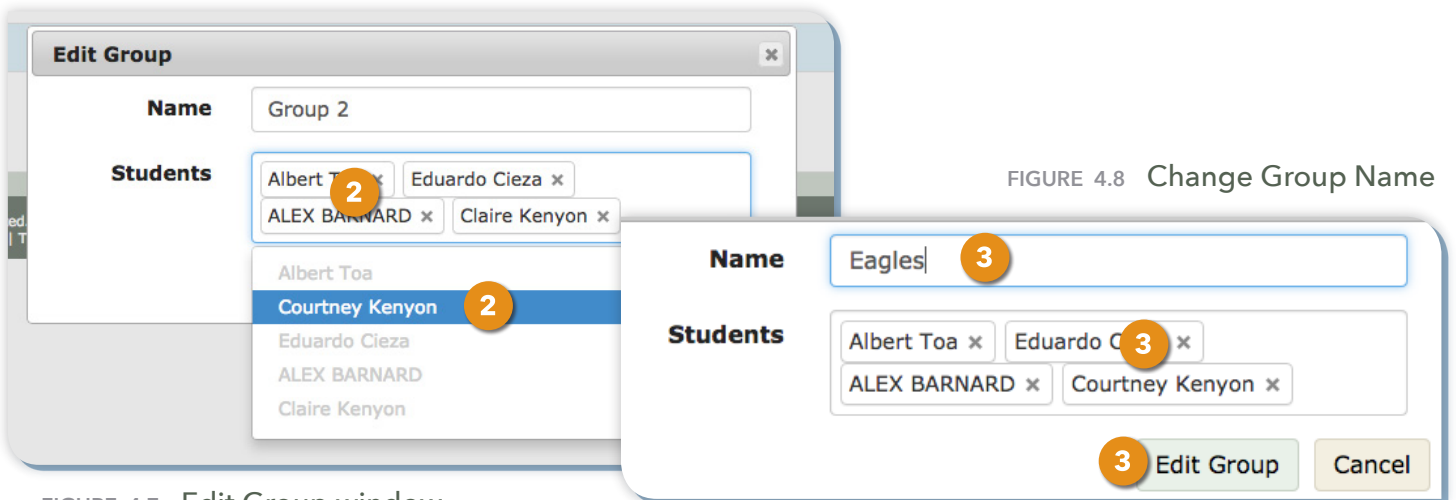 Edit Group
Name
Group 2
Students
Albert
2
Eduardo Cieza ×
ALEX BARNARD ×
Claire Kenyon ×
Albert Toa
Courtney Kenyon
2
Eduardo Cieza
ALEX BARNARD
Claire Kenyon
ed.
| T
FIGURE 4.8 Change Group Name
Name
Eagles
3
Students
Albert Toa ×
Eduardo
3
×
ALEX BARNARD ×
Courtney Kenyon ×
3
Edit Group
Cancel
Edit Group window